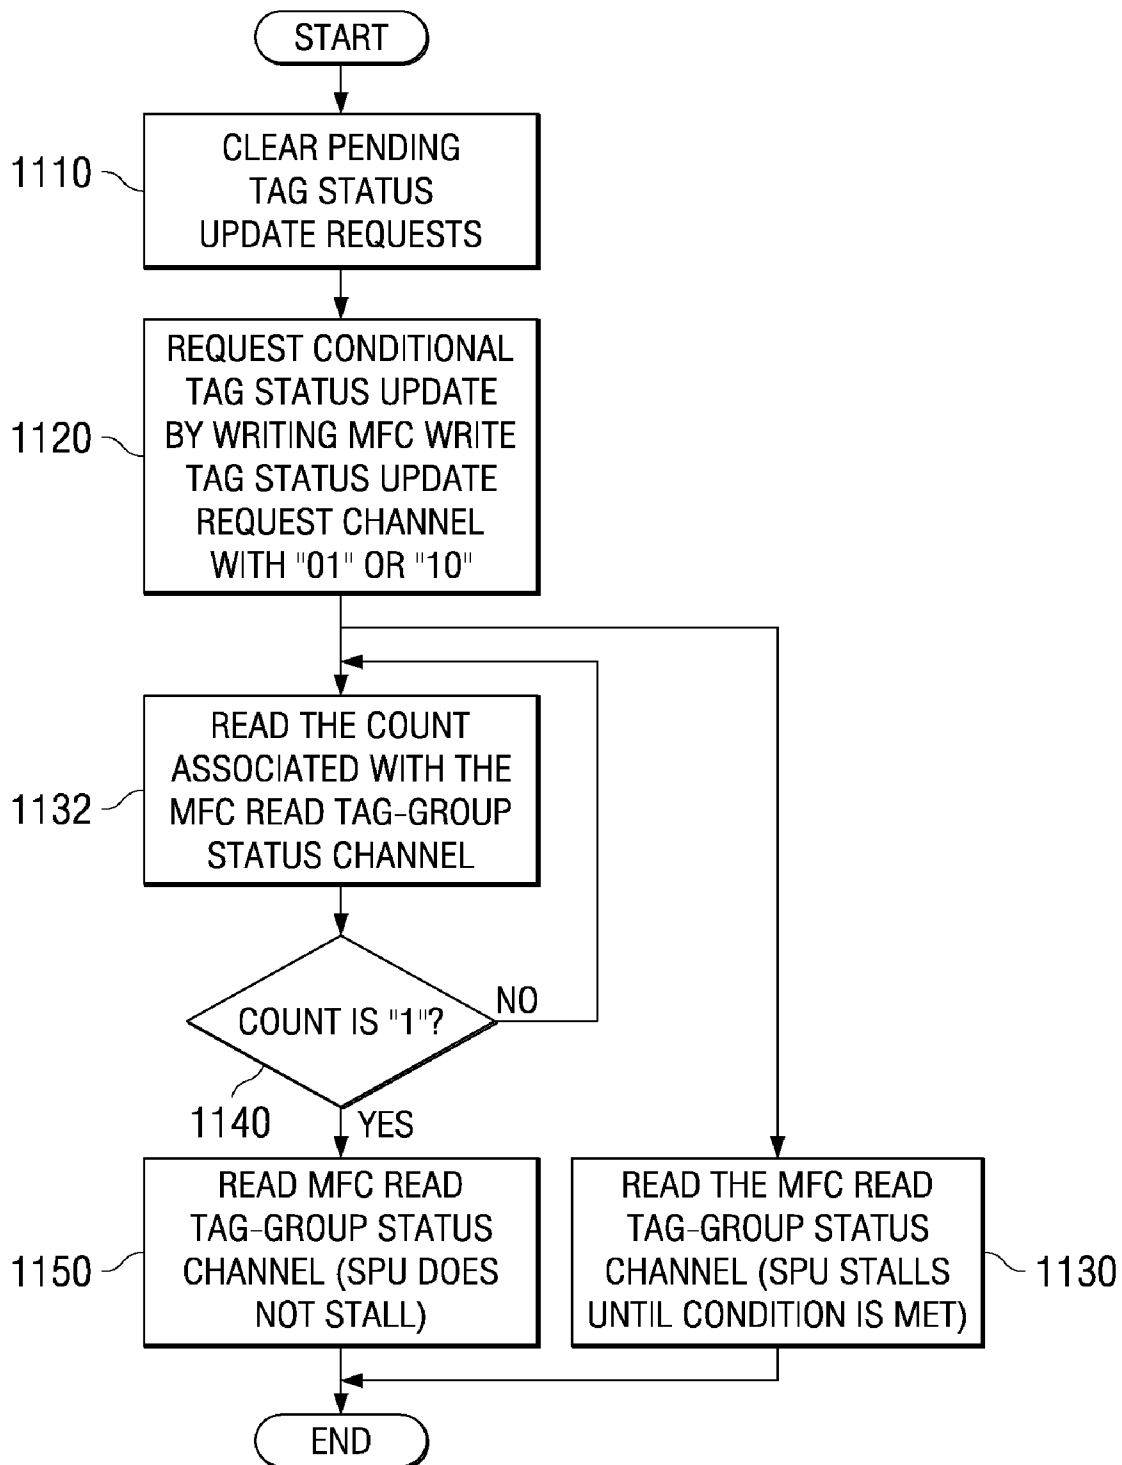 START
1110
CLEAR PENDING
TAG STATUS
UPDATE REQUESTS
1120
REQUEST CONDITIONAL
TAG STATUS UPDATE
BY WRITING MFC WRITE
TAG STATUS UPDATE
REQUEST CHANNEL
WITH "01" OR "10"
1132
READ THE COUNT
ASSOCIATED WITH THE
MFC READ TAG-GROUP
STATUS CHANNEL
COUNT IS "1"?
NO
1140
YES
1150
READ MFC READ
TAG-GROUP STATUS
CHANNEL (SPU DOES
NOT STALL)
READ THE MFC READ
TAG-GROUP STATUS
CHANNEL (SPU STALLS
UNTIL CONDITION IS MET)
1130
END